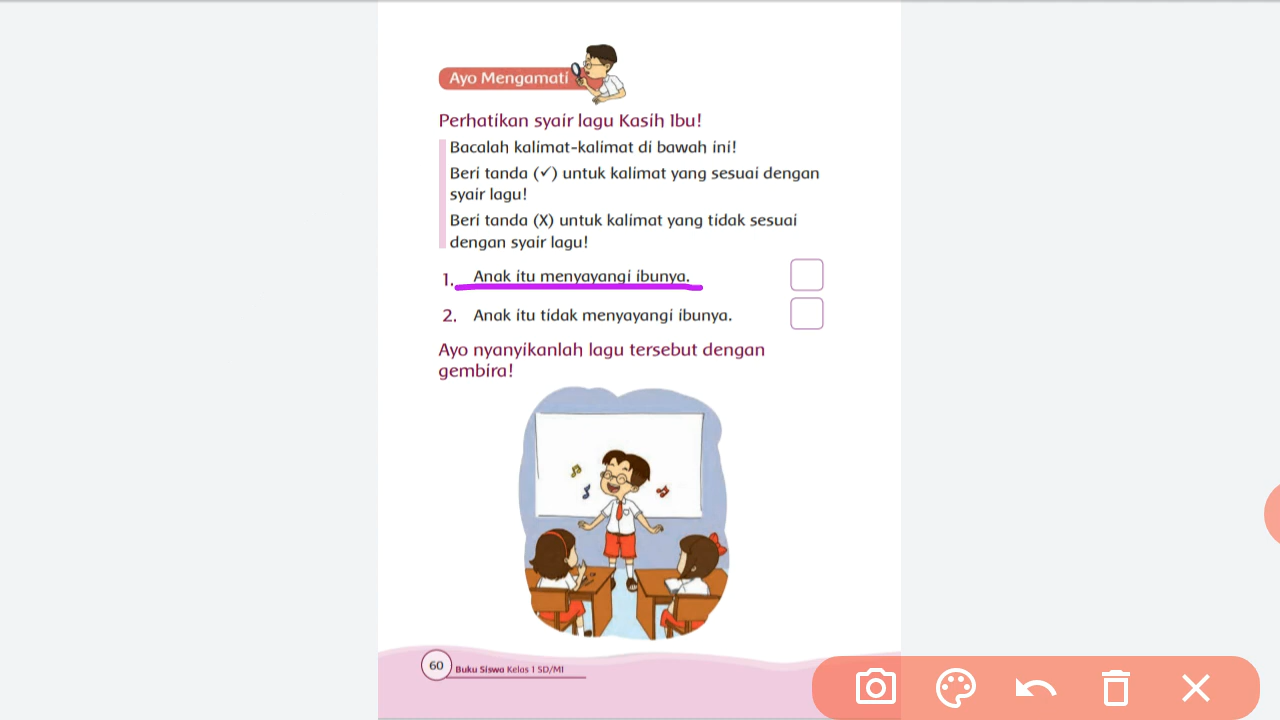 Ayo Mengamati
Perhatikan syair lagu Kasih Ibu!
Bacalah kalimat-kalimat di bawah ini!
Beri tanda (✓) untuk kalimat yang sesuai dengan
syair lagu!
Beri tanda (X) untuk kalimat yang tidak sesuai
dengan syair lagu!
1. Anak itu menyayangi ibunya.
2. Anak itu tidak menyayangi ibunya.
Ayo nyanyikanlah lagu tersebut dengan
gembira!
60 Buku Siswa Kelas 1 SD/MI